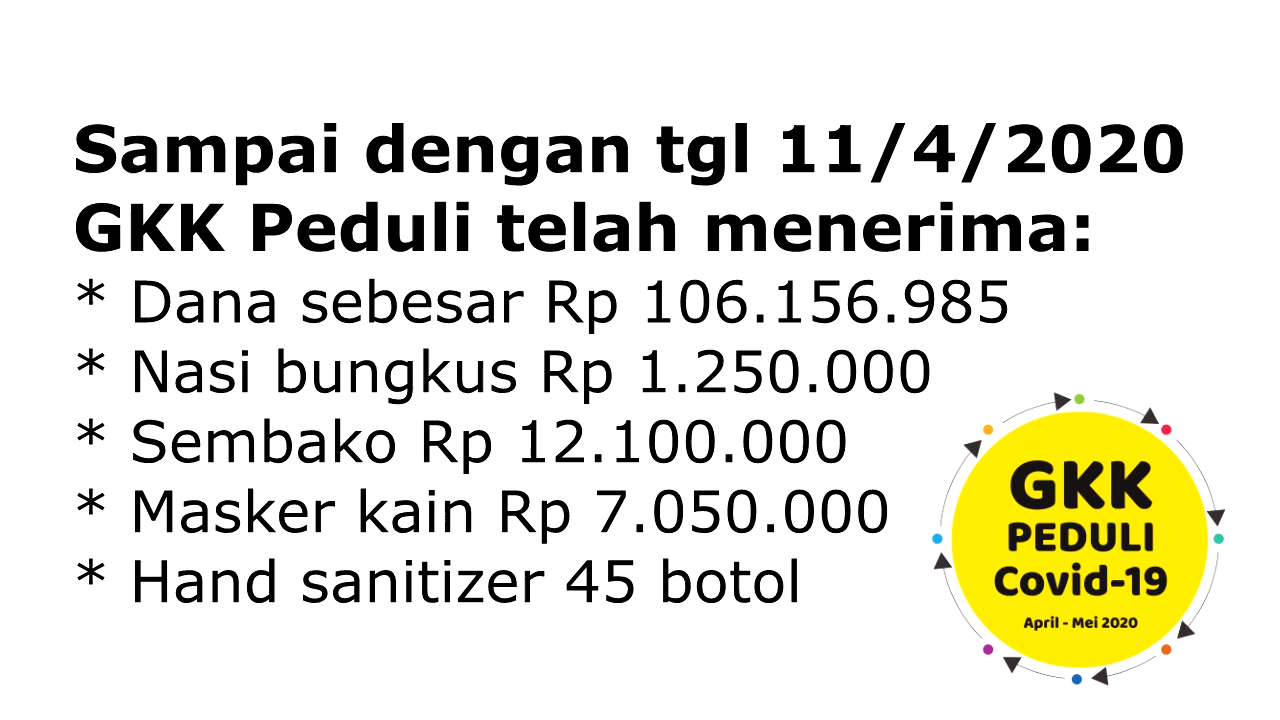 Sampai dengan tgl 11/4/2020
GKK Peduli telah menerima:
* Dana sebesar Rp 106.156.985
* Nasi bungkus Rp 1.250.000
* Sembako Rp 12.100.000
* Masker kain Rp 7.050.000
* Hand sanitizer 45 botol
GKK
PEDULI
Covid-19
April - Mei 2020